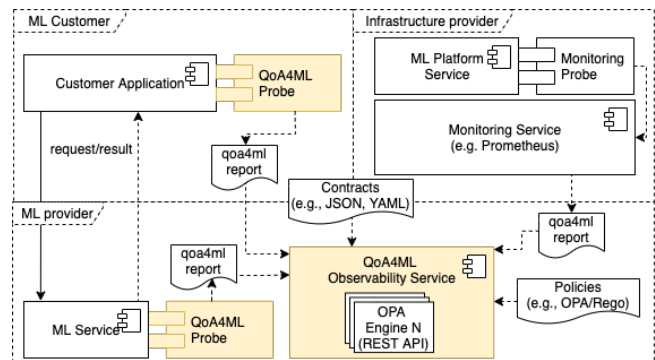 ML Customer
Infrastructure provider
Customer Application
QoA4ML
Probe
ML Platform
Service
Monitoring
Probe
Monitoring Service
(e.g. Prometheus)
request/result
qoa4ml
report
Contracts
(e.g., JSON, YAML)
ML provider
qoa4ml
report
qoa4ml
report
QoA4ML
Observability Service
Policies
(e.g., OPA/Rego)
OPA
Engine N
(REST API)
ML Service
QoA4ML
Probe